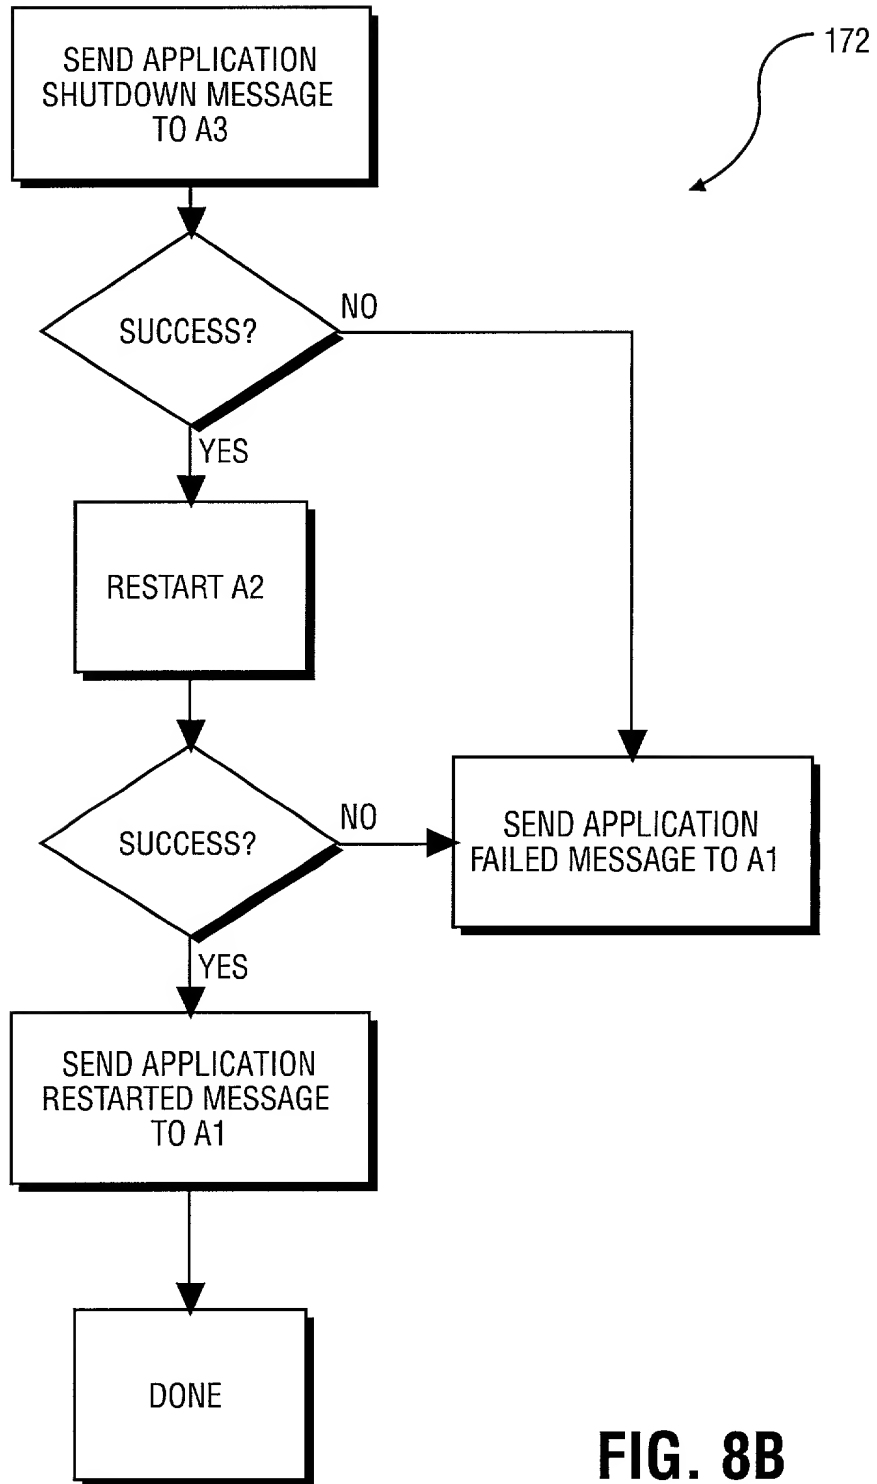 172
SEND APPLICATION
SHUTDOWN MESSAGE
TO A3
SUCCESS?
NO
YES
RESTART A2
SUCCESS?
NO
SEND APPLICATION
FAILED MESSAGE TO A1
YES
SEND APPLICATION
RESTARTED MESSAGE
TO A1
DONE
FIG. 8B